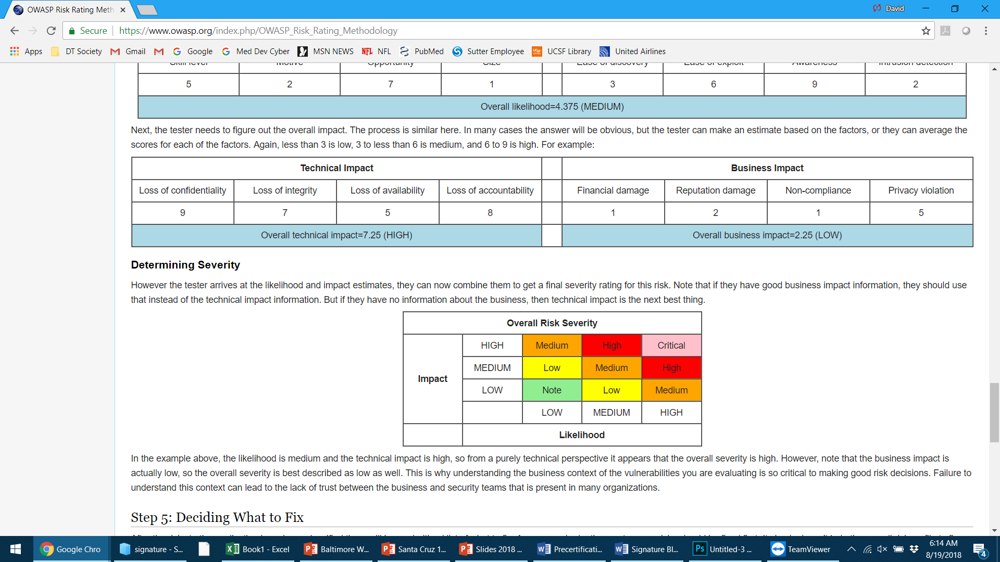 OWASP Risk Rating Meth
David
Secure https://www.owasp.org/index.php/OWASP_Risk_Rating_Methodology
Apps DT Society Gmail Google Med Dev Cyber MSN NEWS NFL NFL PubMed Sutter Employee UCSF Library United Airlines
Skill level Motive Opportunity Size Ease of discovery Ease of exploit Awareness Intrusion detection
5 2 7 1 3 6 9 2
Overall likelihood=4.375 (MEDIUM)
Next, the tester needs to figure out the overall impact. The process is similar here. In many cases the answer will be obvious, but the tester can make an estimate based on the factors, or they can average the
scores for each of the factors. Again, less than 3 is low, 3 to less than 6 is medium, and 6 to 9 is high. For example:
Technical Impact Business Impact
Loss of confidentiality Loss of integrity Loss of availability Loss of accountability Financial damage Reputation damage Non-compliance Privacy violation
9 7 5 8 1 2 1 5
Overall technical impact=7.25 (HIGH) Overall business impact=2.25 (LOW)
Determining Severity
However the tester arrives at the likelihood and impact estimates, they can now combine them to get a final severity rating for this risk. Note that if they have good business impact information, they should use
that instead of the technical impact information. But if they have no information about the business, then technical impact is the next best thing.
Overall Risk Severity
HIGH Medium High Critical
MEDIUM Low Medium High
Impact
LOW Note Low Medium
LOW MEDIUM HIGH
Likelihood
In the example above, the likelihood is medium and the technical impact is high, so from a purely technical perspective it appears that the overall severity is high. However, note that the business impact is
actually low, so the overall severity is best described as low as well. This is why understanding the business context of the vulnerabilities you are evaluating is so critical to making good risk decisions. Failure to
understand this context can lead to the lack of trust between the business and security teams that is present in many organizations.
Step 5: Deciding What to Fix
Google Chro signature - S... Book1 - Excel Baltimore W... Santa Cruz 1... Slides 2018 ... Precertificati... Signature Bl... Ps Untitled-3 ... TeamViewer
6:14 AM
8/19/2018
4